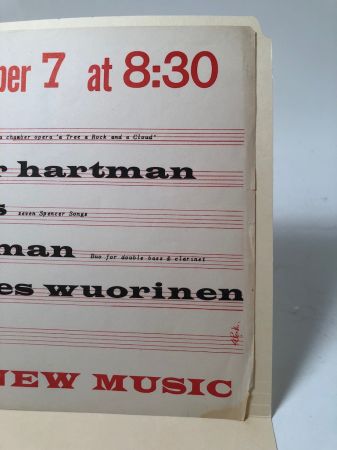 ber 7 at 8:30
a chamber opera 'a Tree a Rock and a Cloud'
r hartman
s seven Spencer Songs
man Duo for double bass & clarinet
es wuorinen
NEW MUSIC